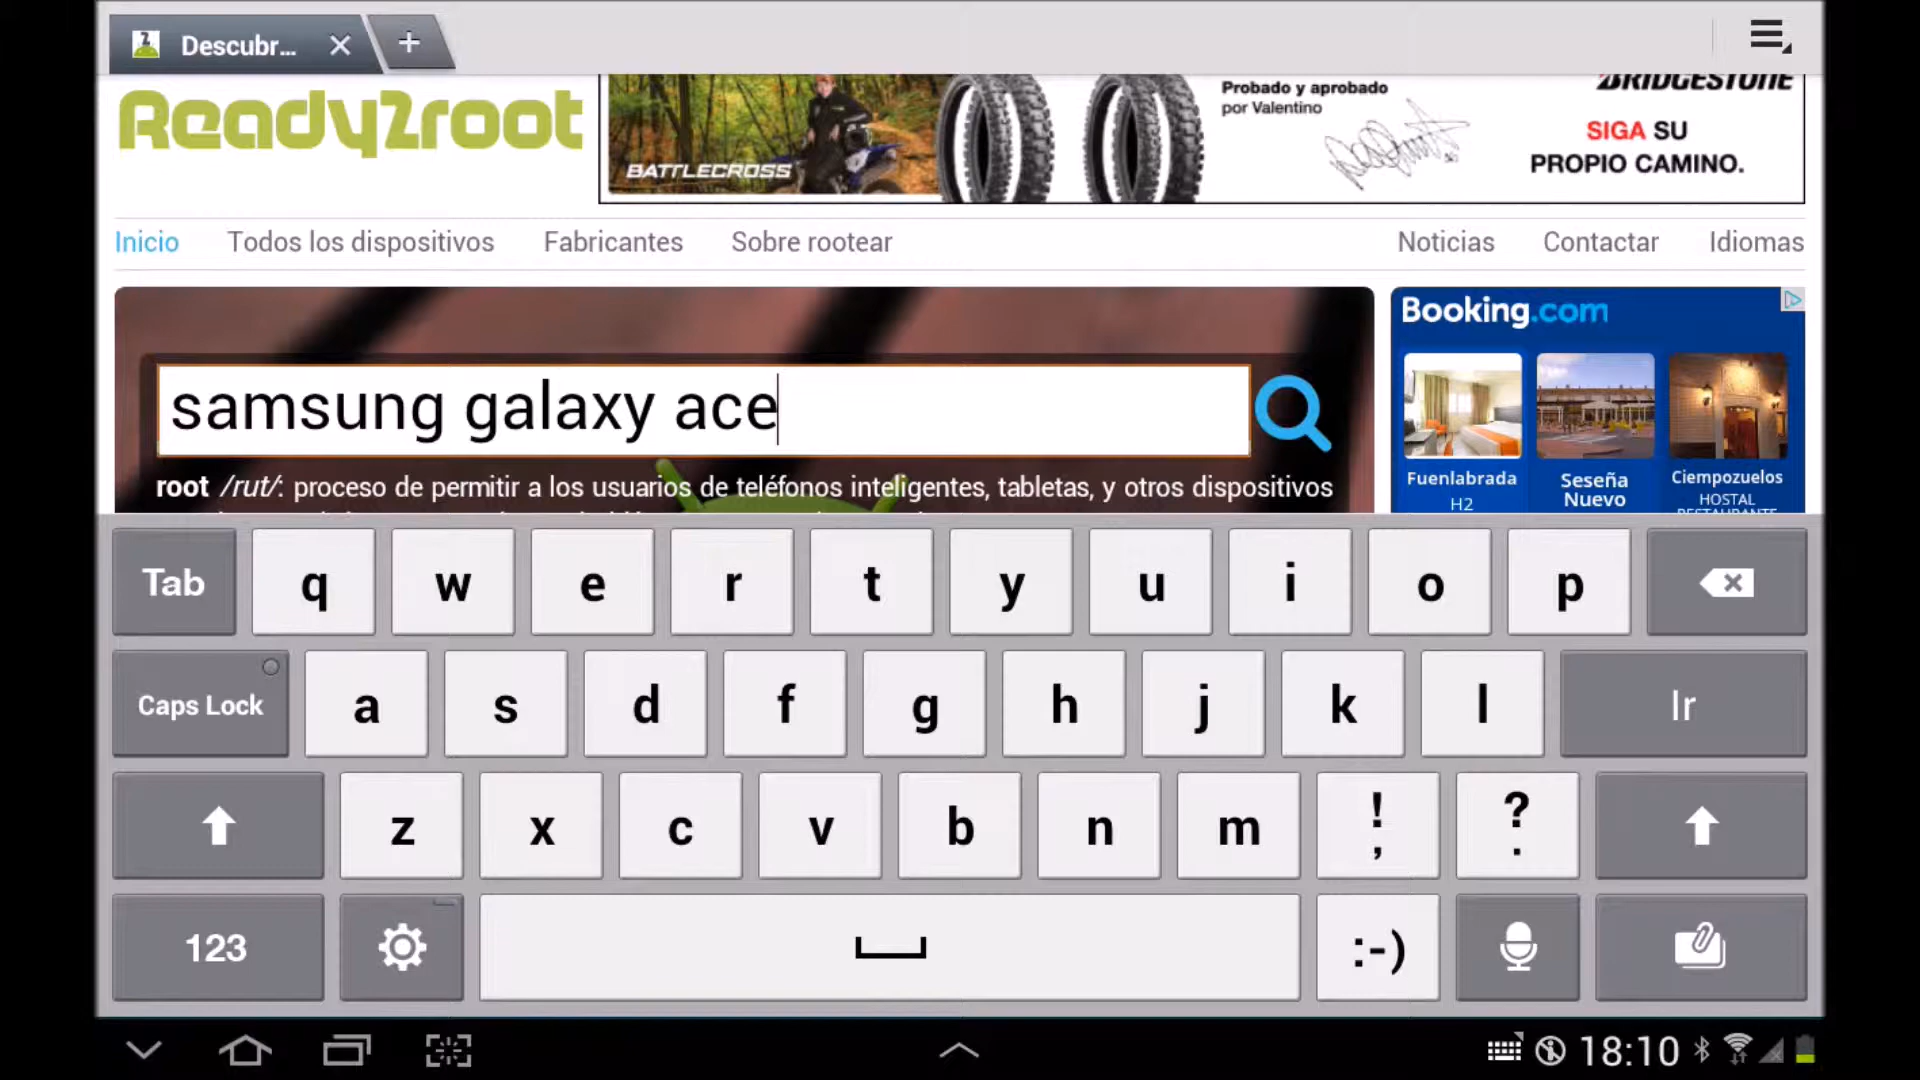 Descubr...
Ready2root
BATTLECROSS
Probado y aprobado
por Valentino
BRIDGESTONE
SIGA SU
PROPIO CAMINO.
Inicio Todos los dispositivos Fabricantes Sobre rootear Noticias Contactar Idiomas
samsung galaxy ace
root /rut/: proceso de permitir a los usuarios de teléfonos inteligentes, tabletas, y otros dispositivos
Booking.com
Fuenlabrada
H2
Seseña
Nuevo
Ciempozuelos
HOSTAL
RESTAURANTE
Tab q w e r t y u i o p
Caps Lock a s d f g h j k l Ir
z x c v b n m ! , ? .
123 :-)
18:10